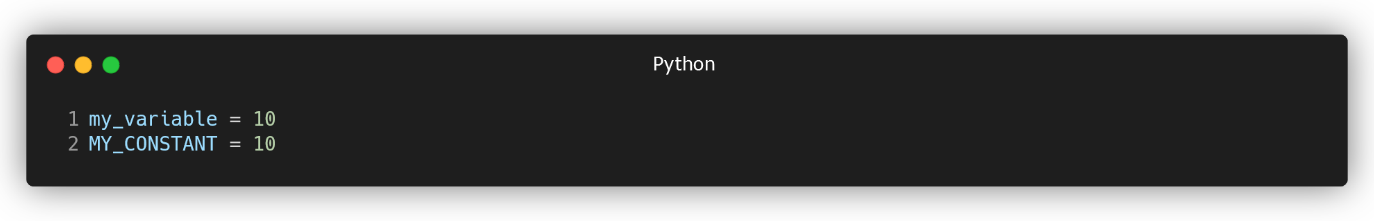 Python
1 my_variable = 10
2 MY_CONSTANT = 10